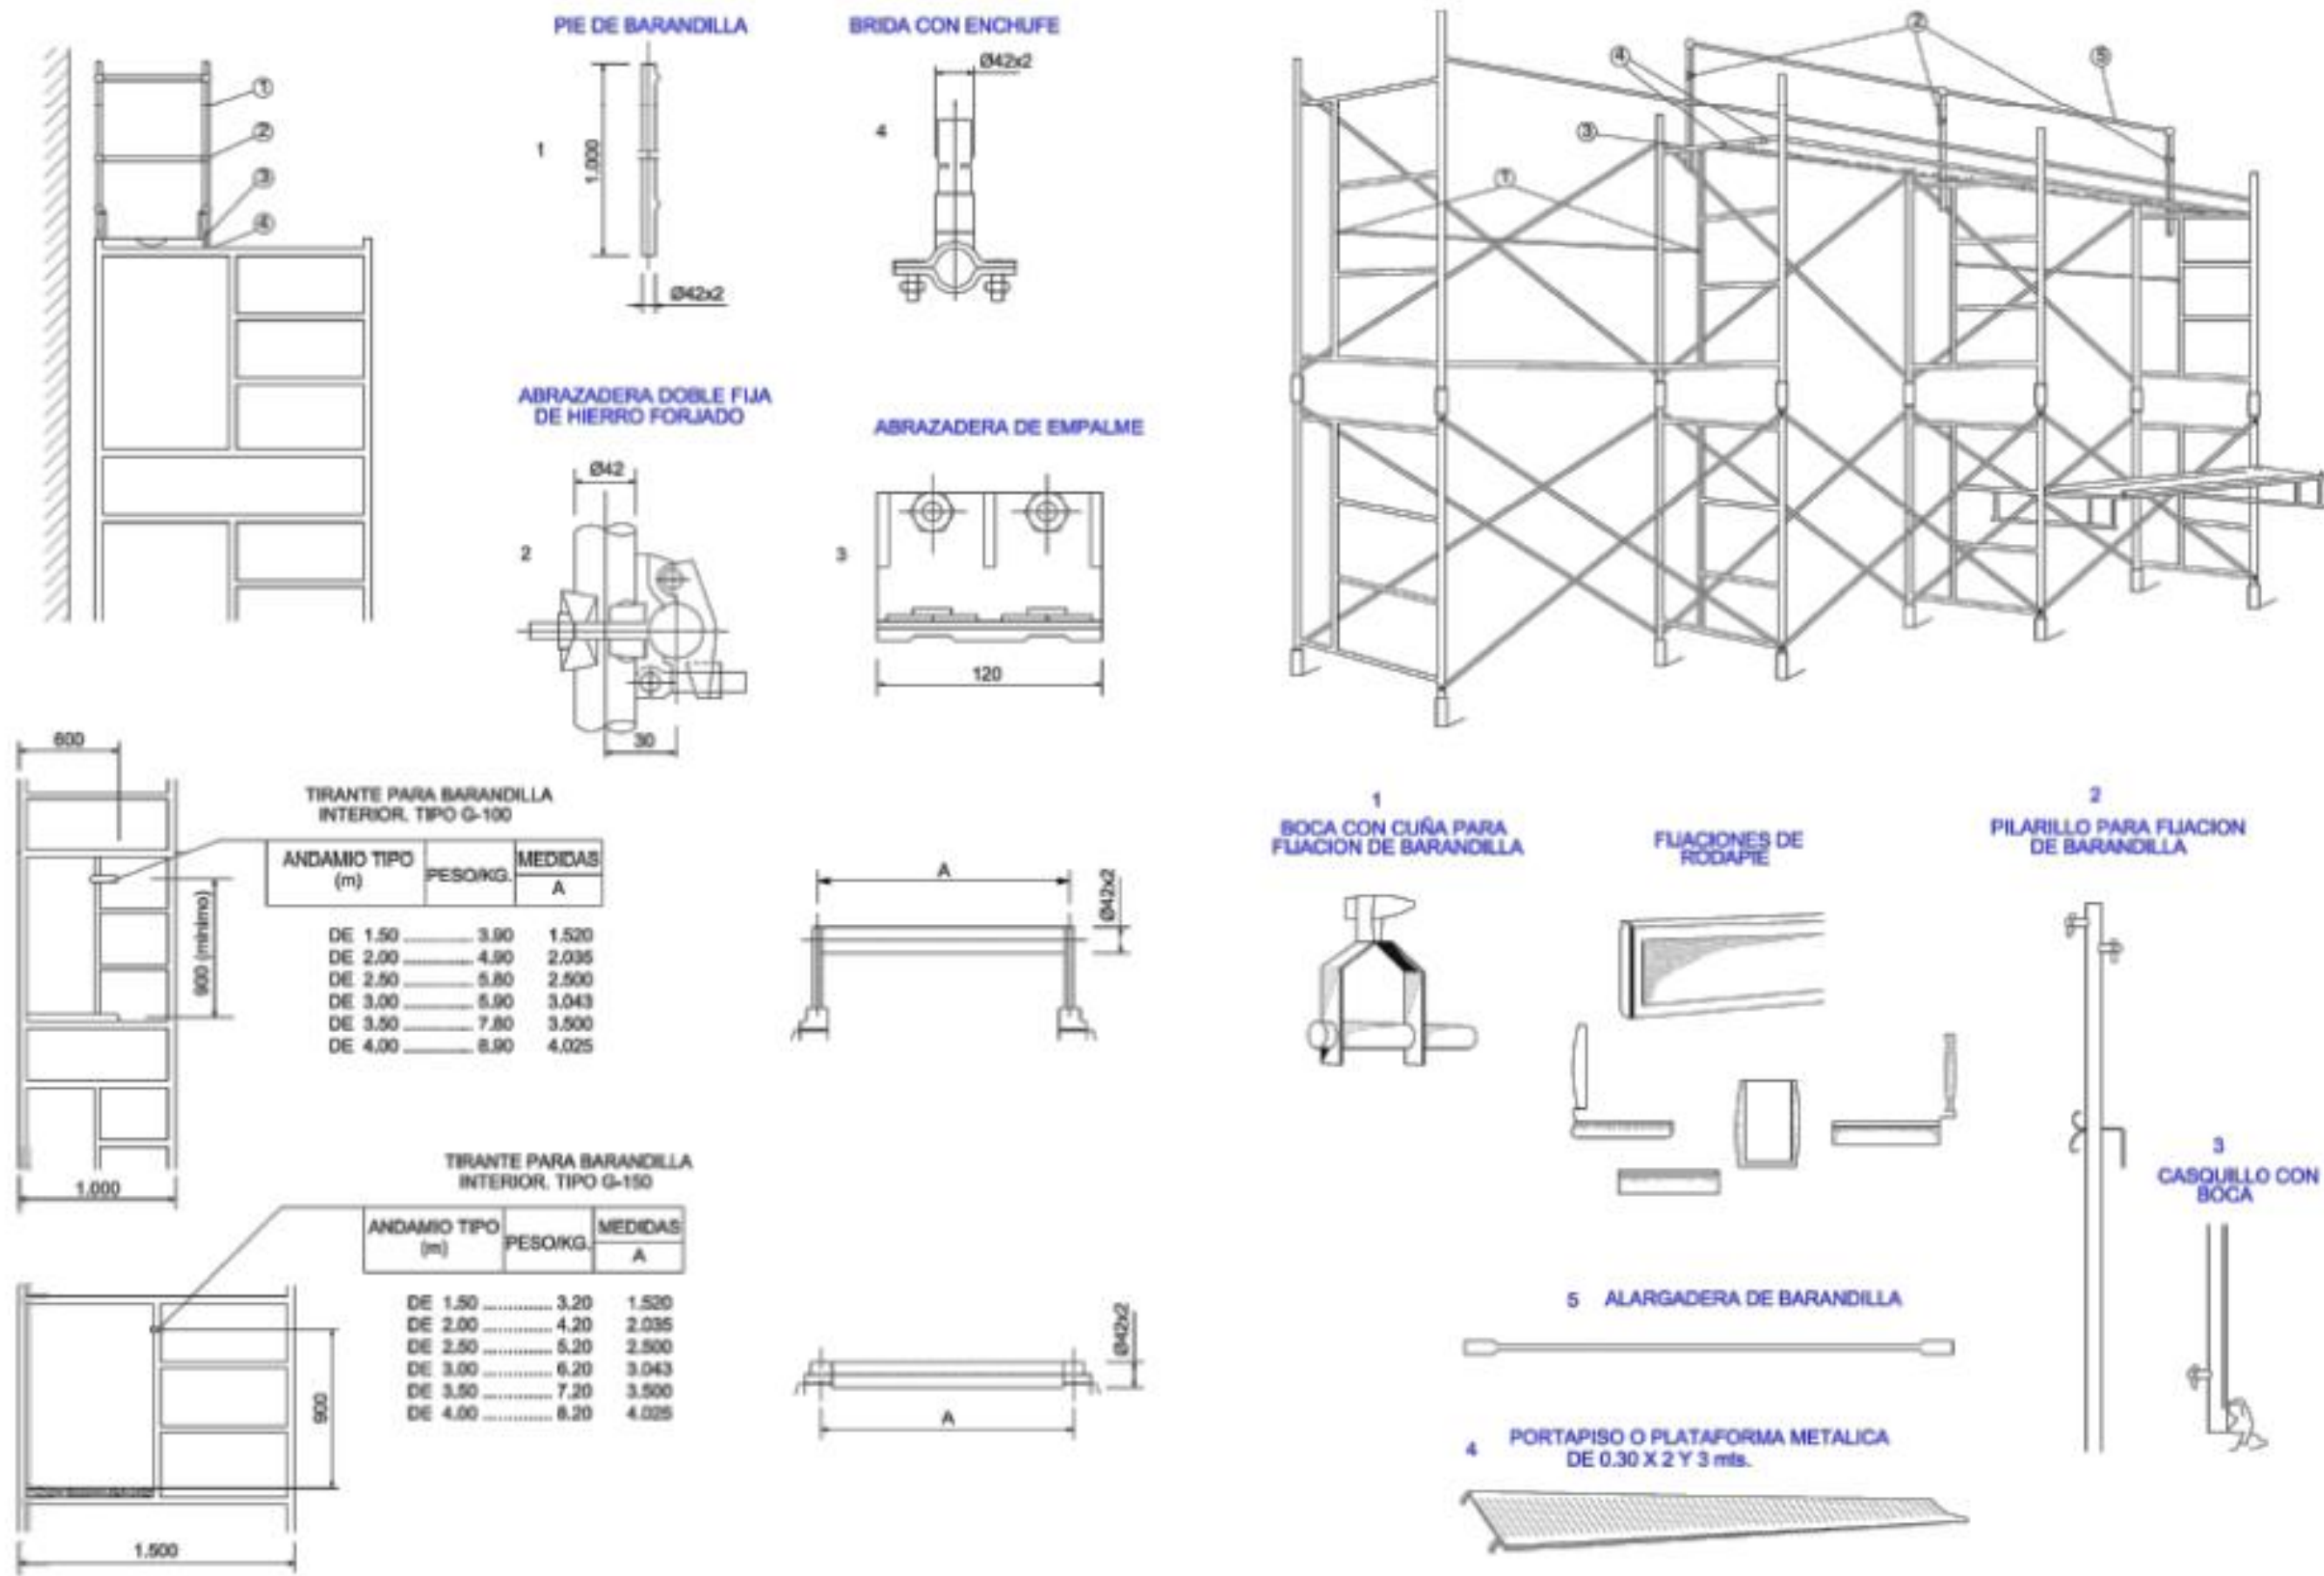 PIE DE BARANDILLA
1
1.000
Ø42x2
BRIDA CON ENCHUFE
Ø42x2
4
1
2
3
4
ABRAZADERA DOBLE FIJA
DE HIERRO FORJADO
Ø42
2
30
ABRAZADERA DE EMPALME
3
120
2
4
5
3
1
600
900 (mínimo)
1.000
TIRANTE PARA BARANDILLA
INTERIOR. TIPO G-100
ANDAMIO TIPO
(m)
PESO/KG.
MEDIDAS
A
DE 1.50 ............ 3.90 1.520
DE 2.00 ............ 4.90 2.035
DE 2.50 ............ 5.80 2.500
DE 3.00 ............ 6.90 3.043
DE 3.50 ............ 7.80 3.500
DE 4.00 ............ 8.90 4.025
A
Ø42x2
TIRANTE PARA BARANDILLA
INTERIOR. TIPO G-150
ANDAMIO TIPO
(m)
PESO/KG.
MEDIDAS
A
DE 1.50 ............ 3.20 1.520
DE 2.00 ............ 4.20 2.035
DE 2.50 ............ 5.20 2.500
DE 3.00 ............ 6.20 3.043
DE 3.50 ............ 7.20 3.500
DE 4.00 ............ 8.20 4.025
900
1.500
Ø42x2
A
1
BOCA CON CUÑA PARA
FIJACION DE BARANDILLA
FIJACIONES DE
RODAPIE
2
PILARILLO PARA FIJACION
DE BARANDILLA
3
CASQUILLO CON
BOCA
5 ALARGADERA DE BARANDILLA
4
PORTAPISO O PLATAFORMA METALICA
DE 0.30 X 2 Y 3 mts.